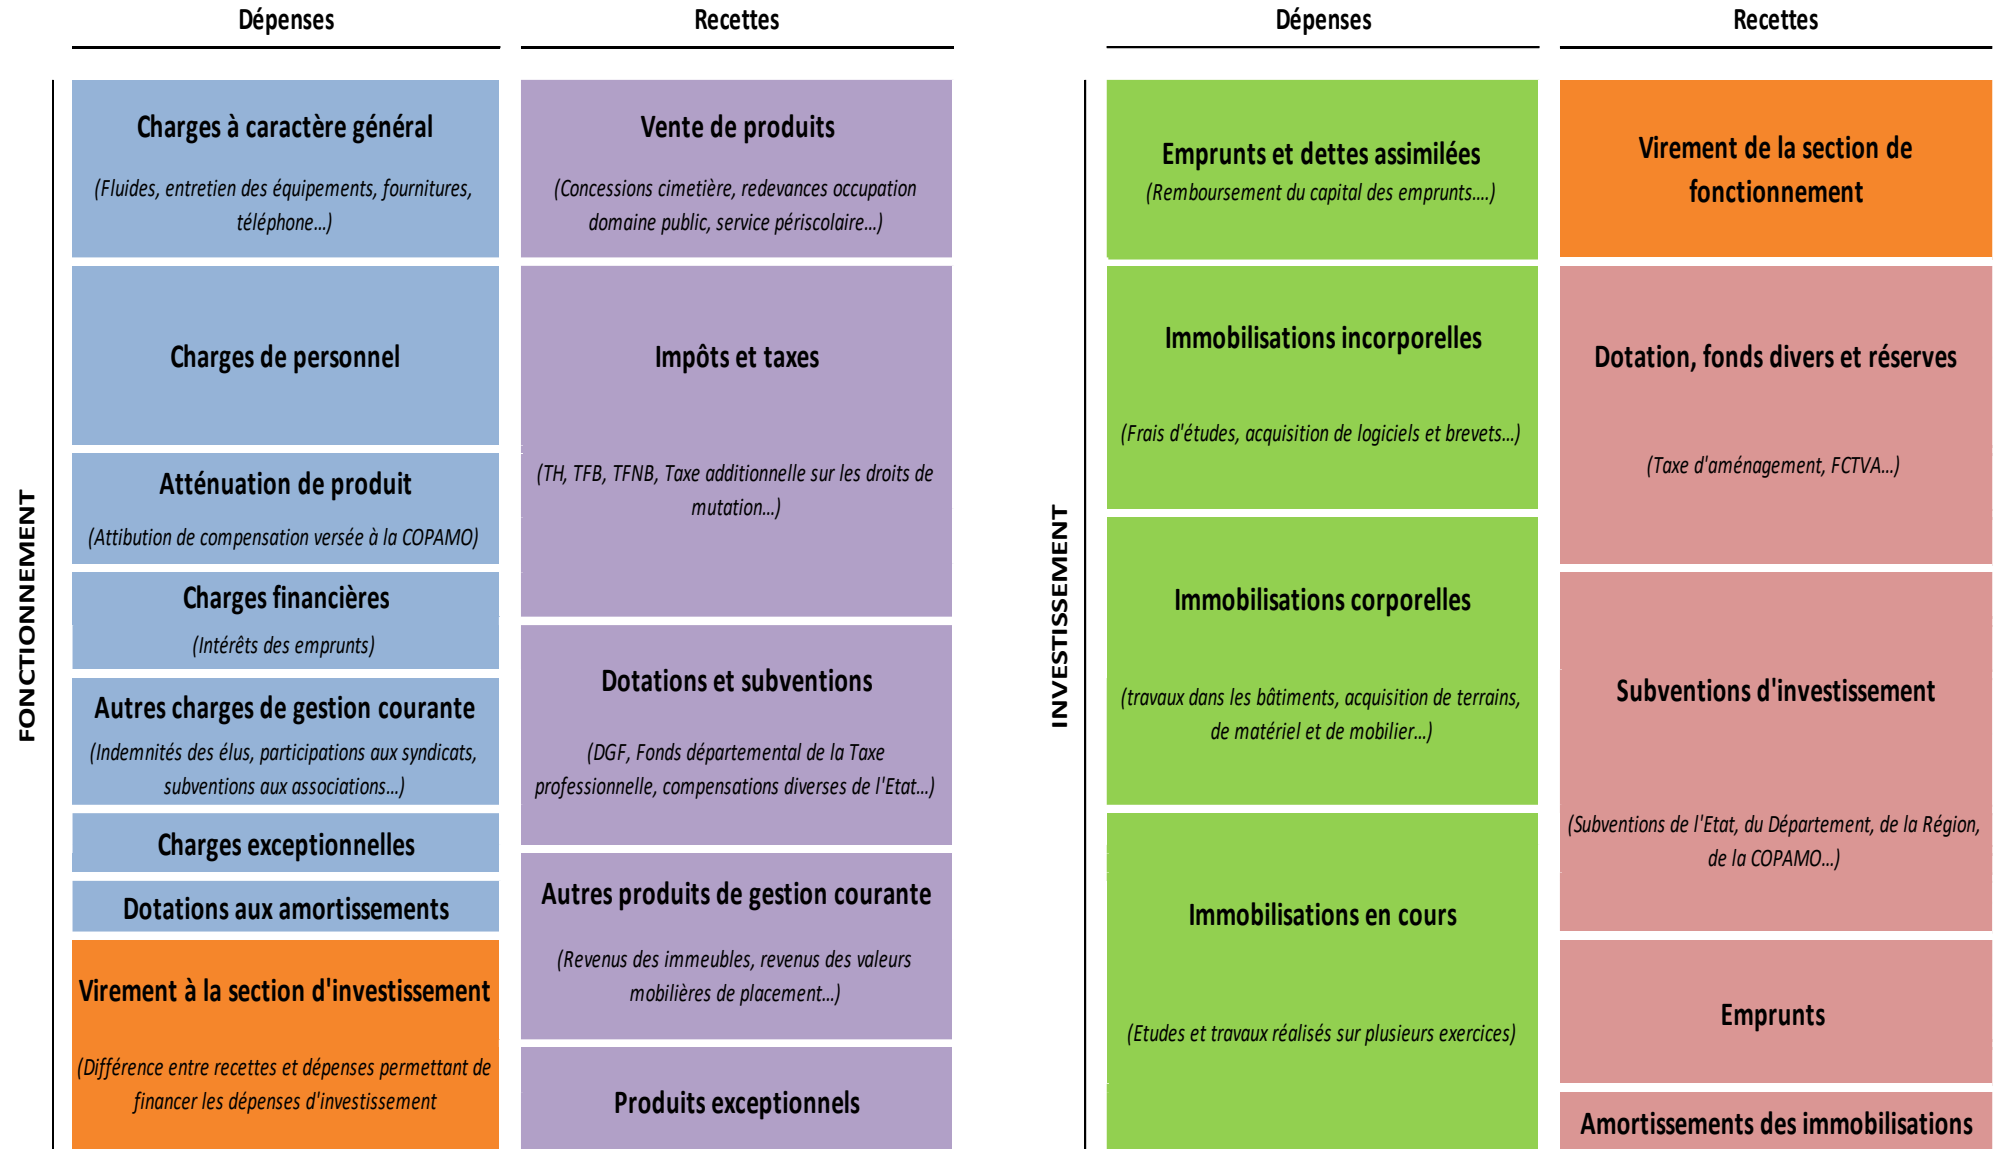 Dépenses
Recettes
FONCTIONNEMENT
Charges à caractère général
(Fluides, entretien des équipements, fournitures,
téléphone...)
Charges de personnel
Atténuation de produit
(Attibution de compensation versée à la COPAMO)
Charges financières
(Intérêts des emprunts)
Autres charges de gestion courante
(Indemnités des élus, participations aux syndicats,
subventions aux associations...)
Charges exceptionnelles
Dotations aux amortissements
Virement à la section d'investissement
(Différence entre recettes et dépenses permettant de
financer les dépenses d'investissement
Vente de produits
(Concessions cimetière, redevances occupation
domaine public, service périscolaire...)
Impôts et taxes
(TH, TFB, TFNB, Taxe additionnelle sur les droits de
mutation...)
Dotations et subventions
(DGF, Fonds départemental de la Taxe
professionnelle, compensations diverses de l'Etat...)
Autres produits de gestion courante
(Revenus des immeubles, revenus des valeurs
mobilières de placement...)
Produits exceptionnels
Dépenses
Recettes
INVESTISSEMENT
Emprunts et dettes assimilées
(Remboursement du capital des emprunts....)
Immobilisations incorporelles
(Frais d'études, acquisition de logiciels et brevets...)
Immobilisations corporelles
(travaux dans les bâtiments, acquisition de terrains,
de matériel et de mobilier...)
Immobilisations en cours
(Etudes et travaux réalisés sur plusieurs exercices)
Virement de la section de
fonctionnement
Dotation, fonds divers et réserves
(Taxe d'aménagement, FCTVA...)
Subventions d'investissement
(Subventions de l'Etat, du Département, de la Région,
de la COPAMO...)
Emprunts
Amortissements des immobilisations